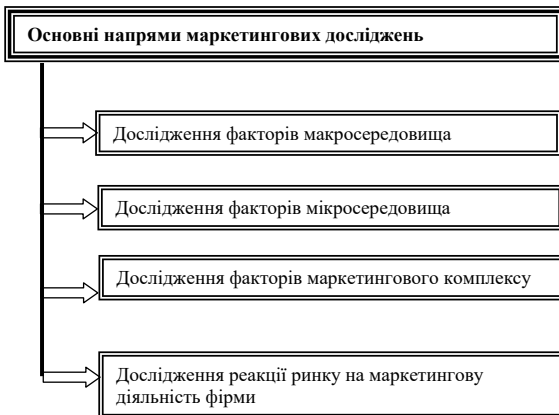 Основні напрями маркетингових досліджень
Дослідження факторів макросередовища
Дослідження факторів мікросередовища
Дослідження факторів маркетингового комплексу
Дослідження реакції ринку на маркетингову
діяльність фірми